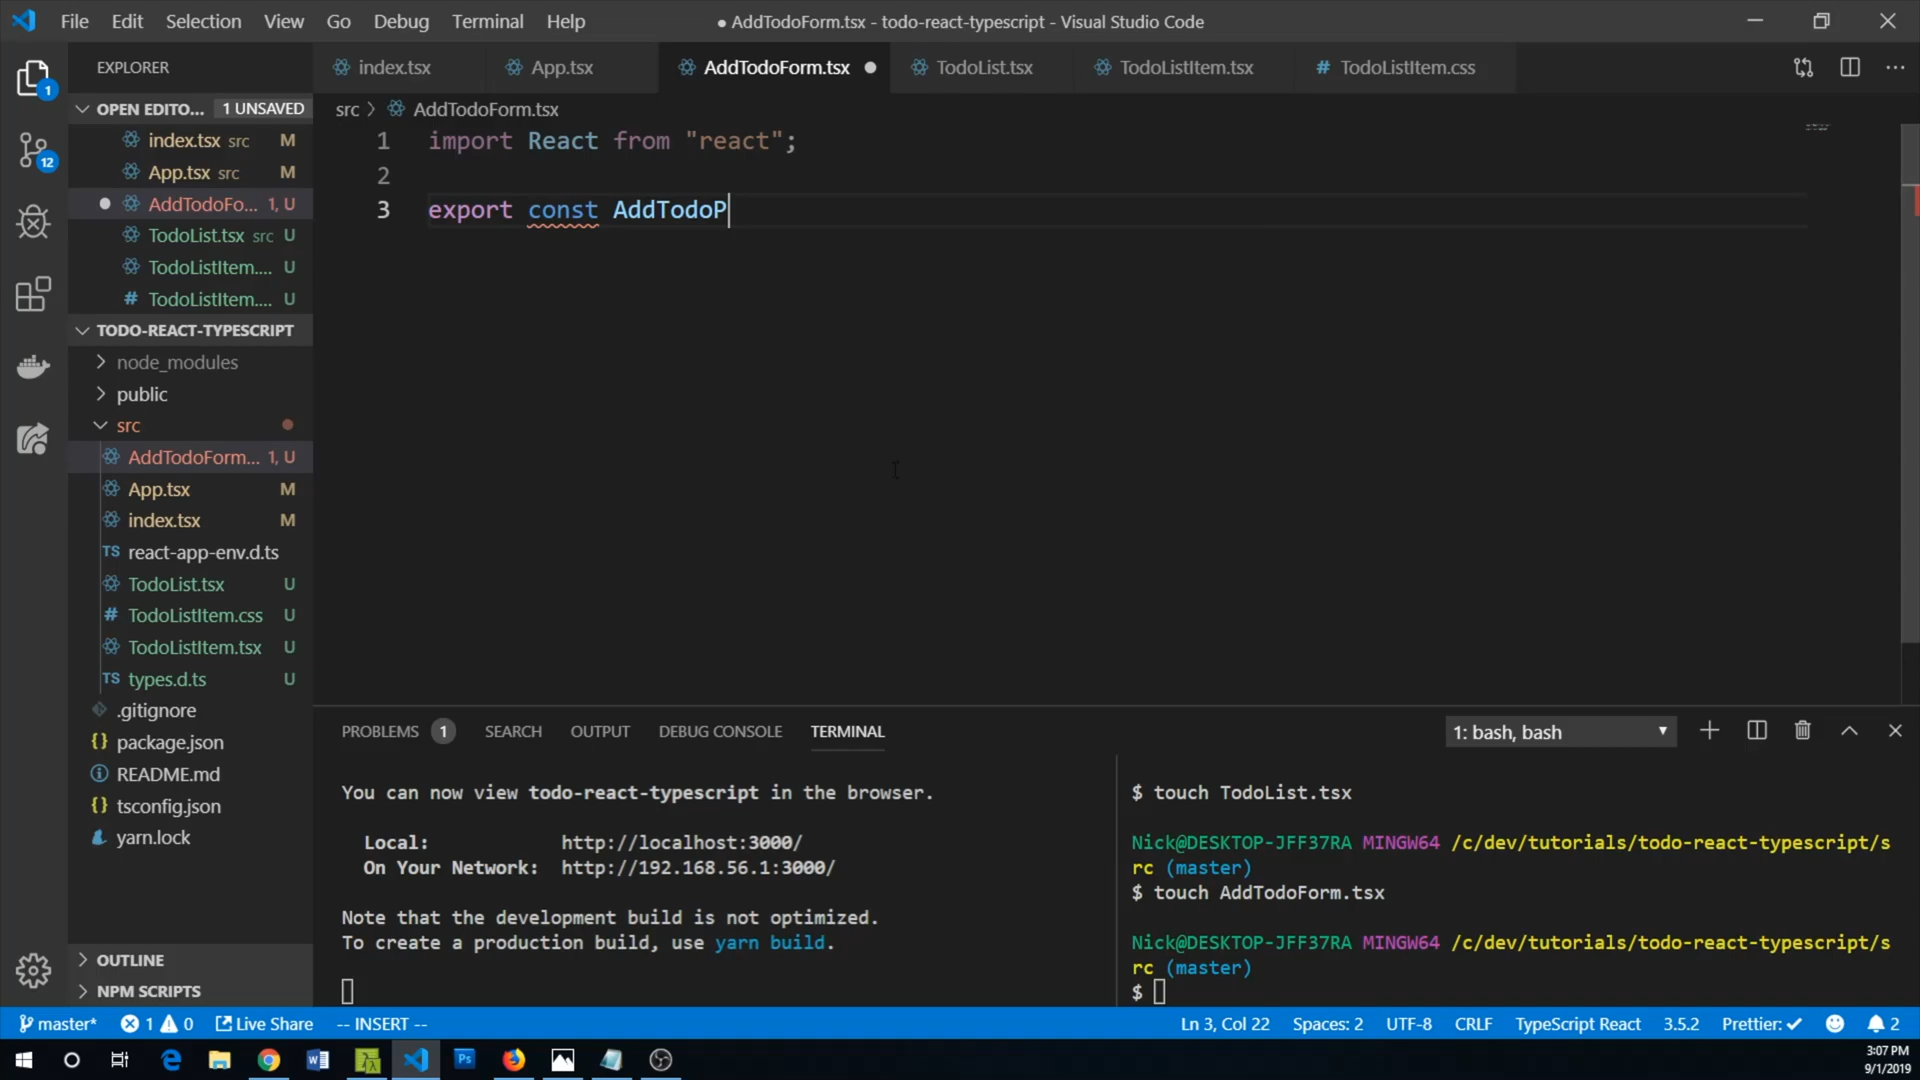 File Edit Selection View Go Debug Terminal Help
● AddTodoForm.tsx - todo-react-typescript - Visual Studio Code
EXPLORER
index.tsx
App.tsx
AddTodoForm.tsx
TodoList.tsx
TodoListItem.tsx
# TodoListItem.css
1
12
OPEN EDITO... 1 UNSAVED
index.tsx src M
App.tsx src M
AddTodoFo... 1, U
TodoList.tsx src U
TodoListItem.... U
# TodoListItem.... U
TODO-REACT-TYPESCRIPT
node_modules
public
src
AddTodoForm... 1, U
App.tsx M
index.tsx M
TS react-app-env.d.ts
TodoList.tsx U
# TodoListItem.css U
TodoListItem.tsx U
TS types.d.ts U
.gitignore
{} package.json
README.md
{} tsconfig.json
yarn.lock
OUTLINE
NPM SCRIPTS
src > AddTodoForm.tsx
1 import React from "react";
2
3 export const AddTodoP
PROBLEMS 1 SEARCH OUTPUT DEBUG CONSOLE TERMINAL
1: bash, bash
You can now view todo-react-typescript in the browser.
Local: http://localhost:3000/
On Your Network: http://192.168.56.1:3000/
Note that the development build is not optimized.
To create a production build, use yarn build.
$ touch TodoList.tsx
Nick@DESKTOP-JFF37RA MINGW64 /c/dev/tutorials/todo-react-typescript/s
rc (master)
$ touch AddTodoForm.tsx
Nick@DESKTOP-JFF37RA MINGW64 /c/dev/tutorials/todo-react-typescript/s
rc (master)
$
master* 1 0 Live Share -- INSERT --
Ln 3, Col 22 Spaces: 2 UTF-8 CRLF TypeScript React 3.5.2 Prettier: ✓ 2
Ps
3:07 PM
9/1/2019